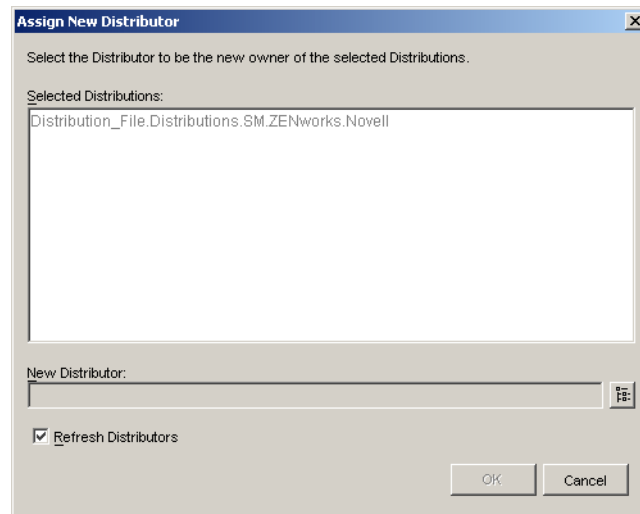 Assign New Distributor
Select the Distributor to be the new owner of the selected Distributions.
Selected Distributions:
Distribution_File.Distributions.SM.ZENworks.Novell
New Distributor:
Refresh Distributors
OK
Cancel